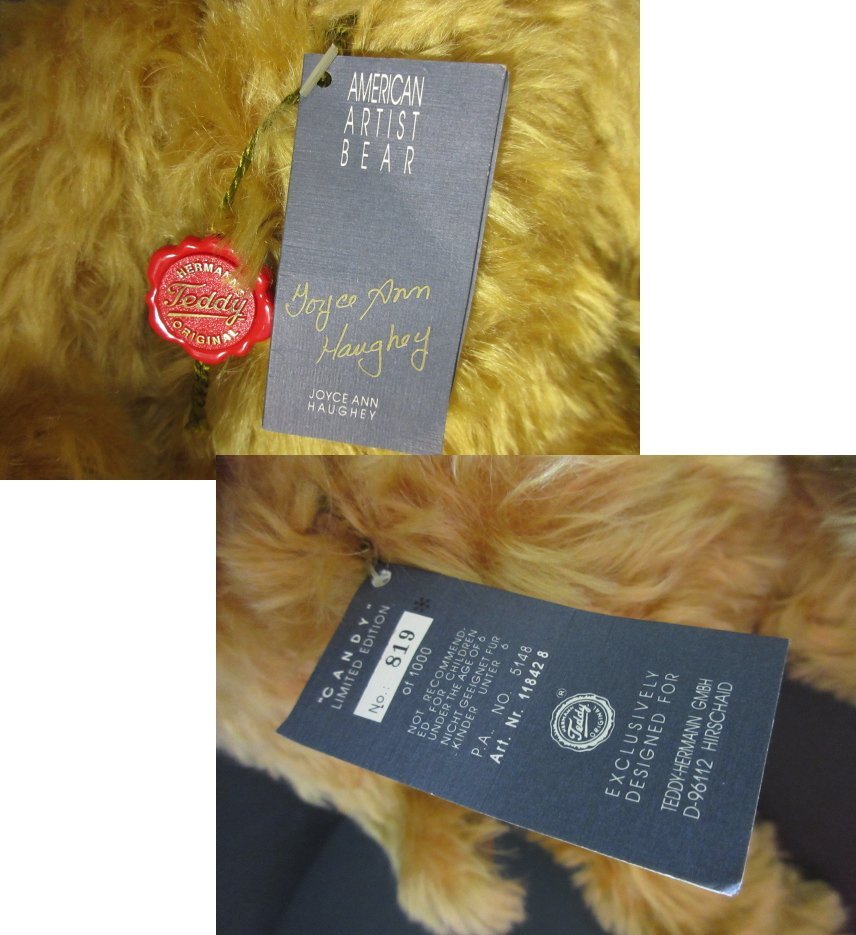 AMERICAN
ARTIST
BEAR
Joyce Ann
Haughey
JOYCE ANN
HAUGHEY
HERMANN
Teddy
ORIGINAL
"CANDY"
LIMITED EDITION
No.: 819 *
of 1000
NOT RECOMMEND-
ED FOR CHILDREN
UNDER THE AGE OF 6
NICHT GEEIGNET FÜR
KINDER UNTER 6
P.A. NO. 5148
Art. Nr. 11842 8
HERMANN
Teddy
ORIGINAL
®
EXCLUSIVELY
DESIGNED FOR
TEDDY-HERMANN GMBH
D-96112 HIRSCHAID